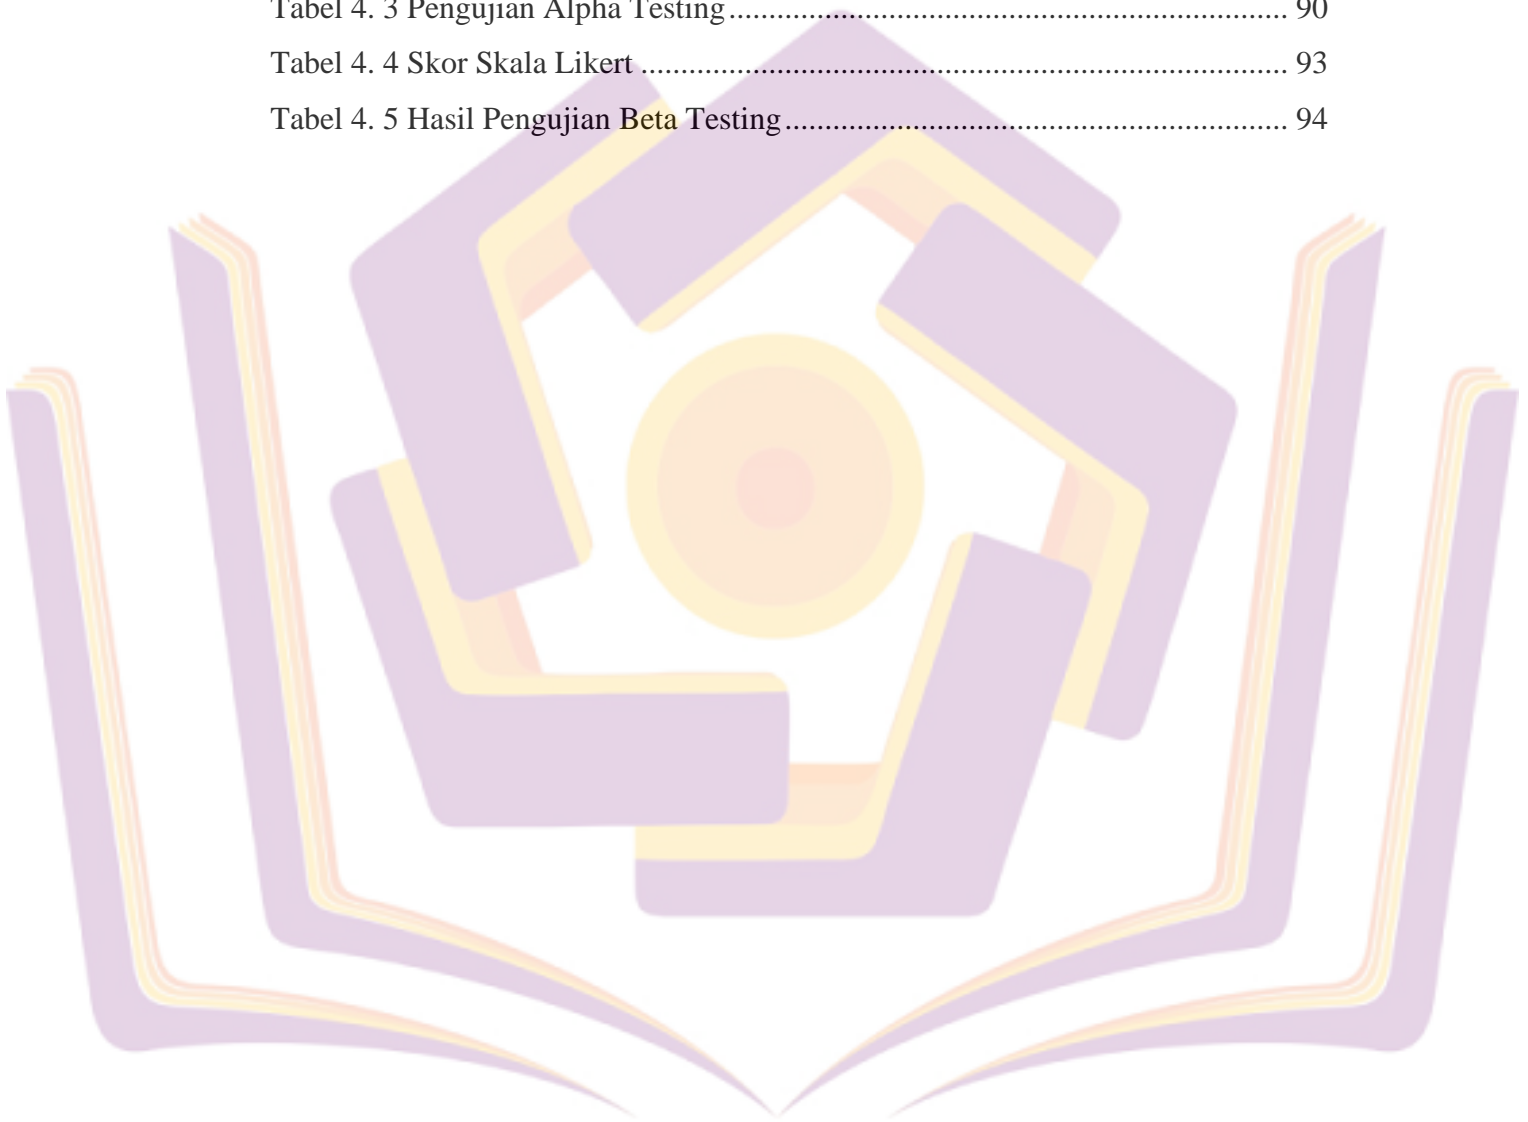 Tabel 4. 3 Pengujian Alpha Testing...................................................................... 90
Tabel 4. 4 Skor Skala Likert ................................................................................. 93
Tabel 4. 5 Hasil Pengujian Beta Testing............................................................... 94